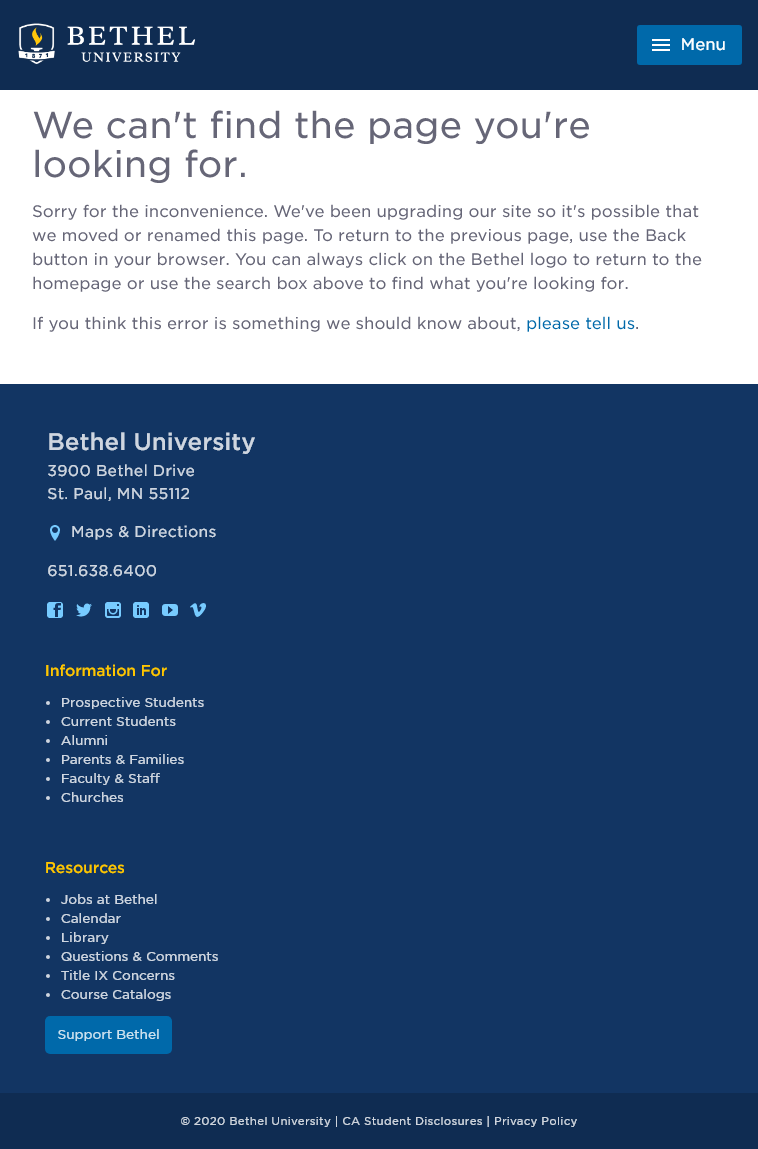 BETHEL
UNIVERSITY
1871
Menu
We can't find the page you're
looking for.
Sorry for the inconvenience. We've been upgrading our site so it's possible that
we moved or renamed this page. To return to the previous page, use the Back
button in your browser. You can always click on the Bethel logo to return to the
homepage or use the search box above to find what you're looking for.
If you think this error is something we should know about, please tell us.
Bethel University
3900 Bethel Drive
St. Paul, MN 55112
Maps & Directions
651.638.6400
Information For
• Prospective Students
• Current Students
• Alumni
• Parents & Families
• Faculty & Staff
• Churches
Resources
• Jobs at Bethel
• Calendar
• Library
• Questions & Comments
• Title IX Concerns
• Course Catalogs
Support Bethel
© 2020 Bethel University | CA Student Disclosures | Privacy Policy